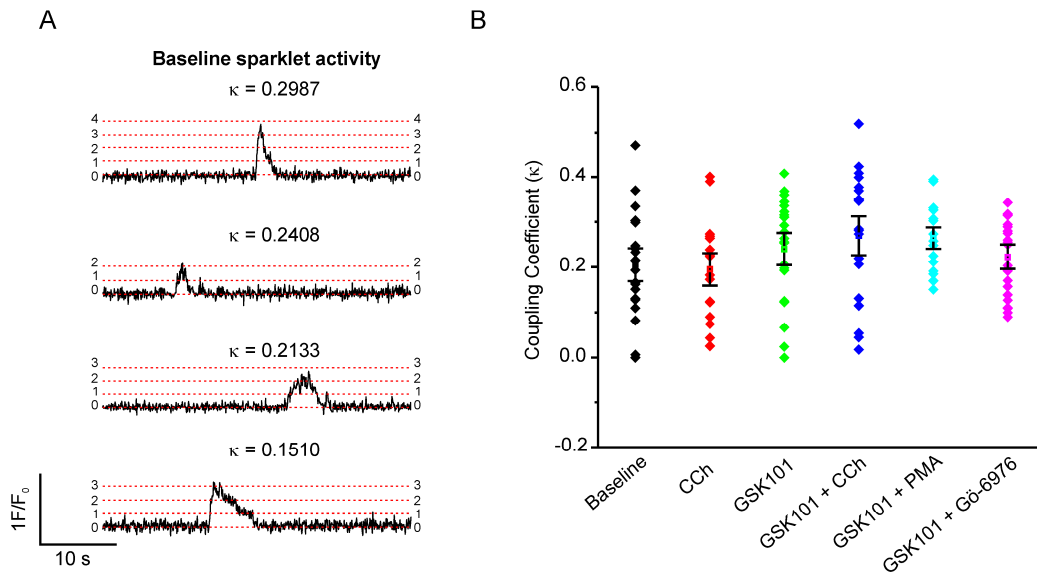 A
Baseline sparklet activity
κ = 0.2987
4 4
3 3
2 2
1 1
0 0
κ = 0.2408
2 2
1 1
0 0
κ = 0.2133
3 3
2 2
1 1
0 0
κ = 0.1510
3 3
2 2
1 1
0 0
1F/F0
10 s
B
Coupling Coefficient (κ)
0.6
0.4
0.2
0.0
-0.2
Baseline
CCh
GSK101
GSK101 + CCh
GSK101 + PMA
GSK101 + Gö-6976